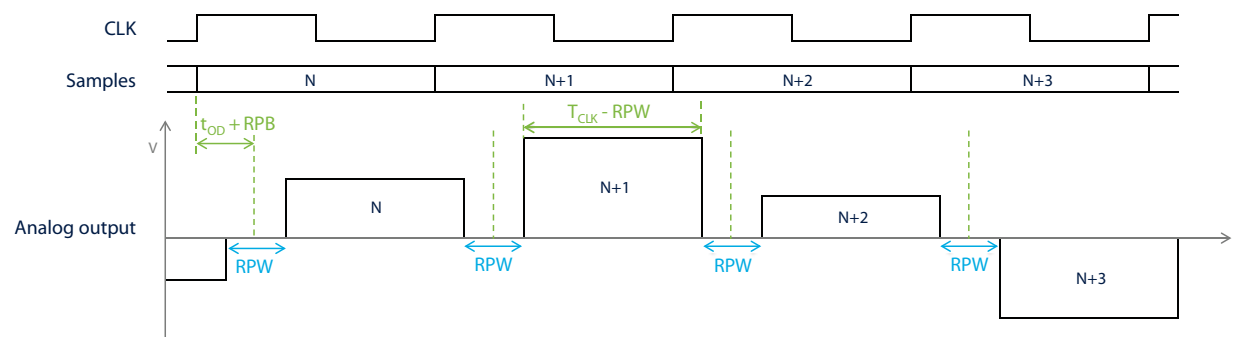 CLK
Samples
N
N+1
N+2
N+3
tOD + RPB
TCLK - RPW
V
N+1
N
N+2
Analog output
RPW
RPW
RPW
RPW
N+3